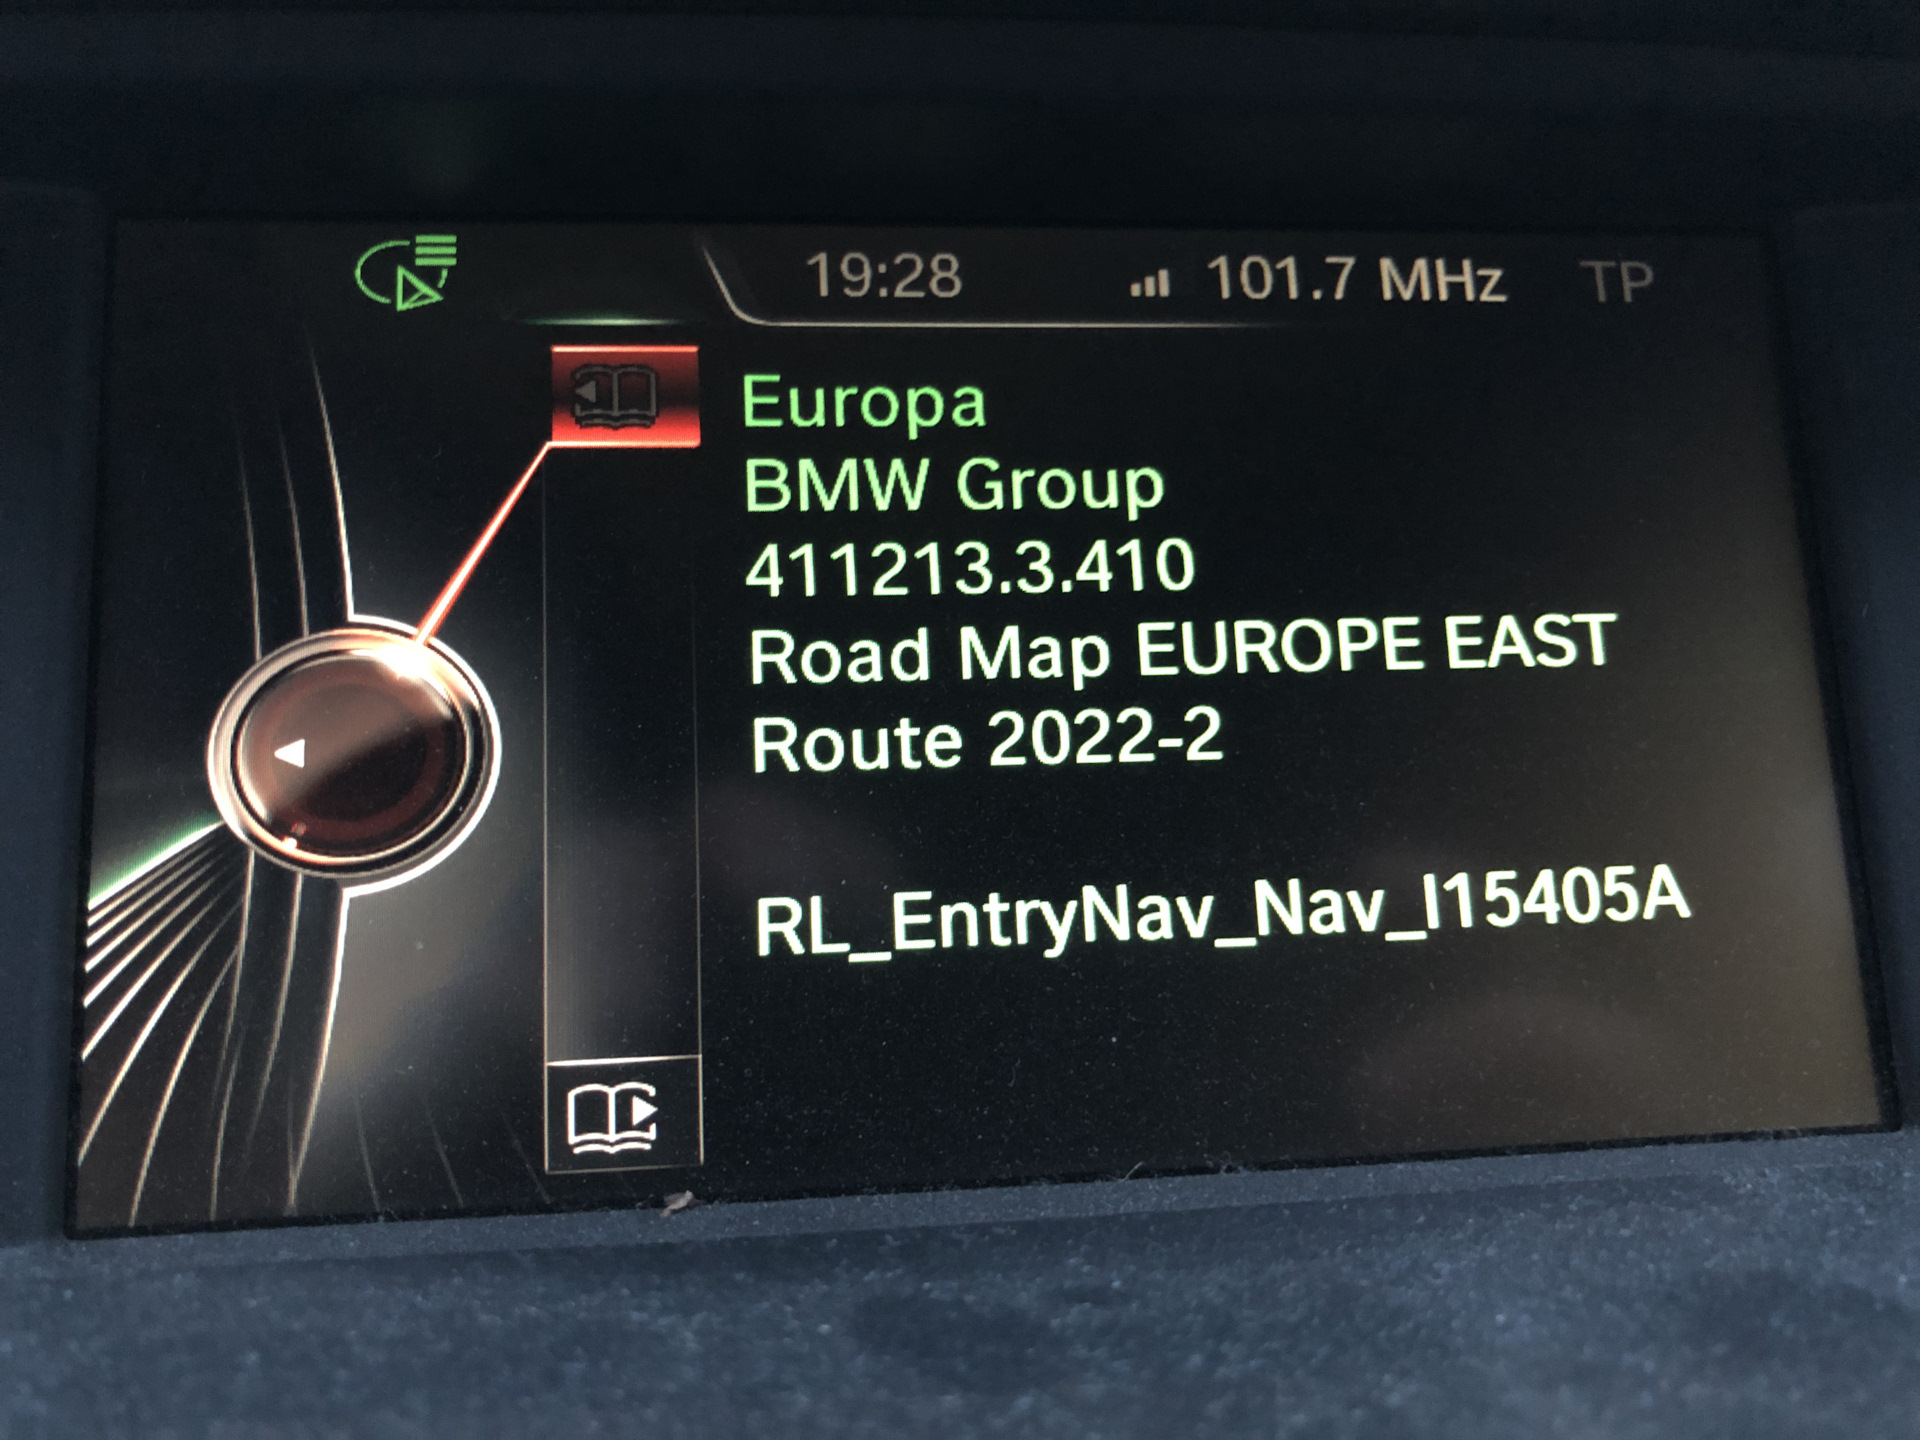 19:28 101.7 MHz TP
Europa
BMW Group
411213.3.410
Road Map EUROPE EAST
Route 2022-2
RL_EntryNav_Nav_I15405A